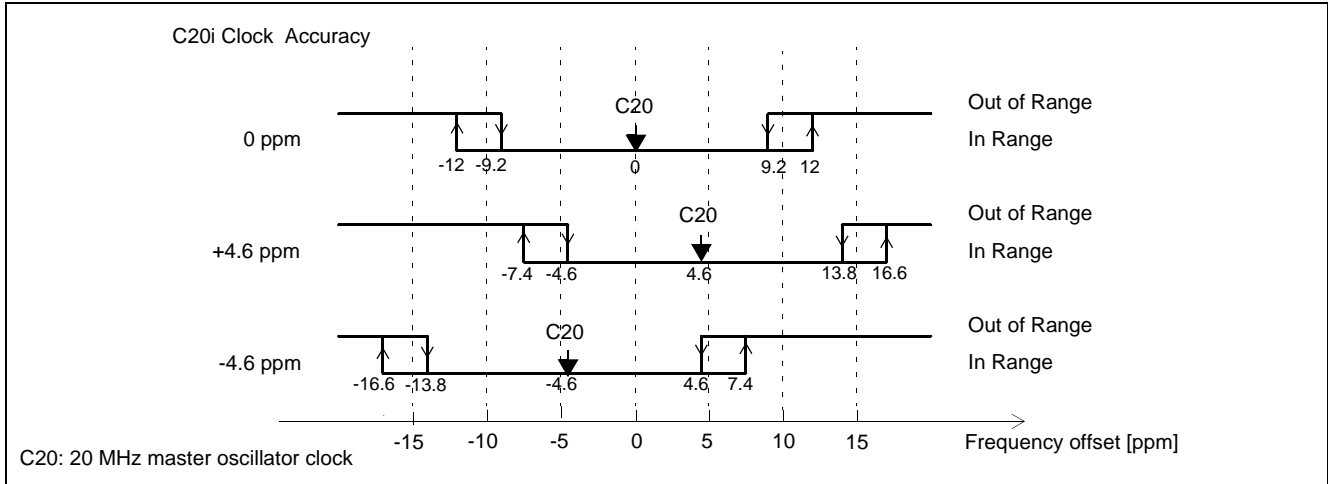 C20i Clock Accuracy
C20
Out of Range
0 ppm
In Range
-12 -9.2 0 9.2 12
C20
Out of Range
+4.6 ppm
In Range
-7.4 -4.6 4.6 13.8 16.6
C20
Out of Range
-4.6 ppm
In Range
-16.6 -13.8 -4.6 4.6 7.4
-15 -10 -5 0 5 10 15 Frequency offset [ppm]
C20: 20 MHz master oscillator clock